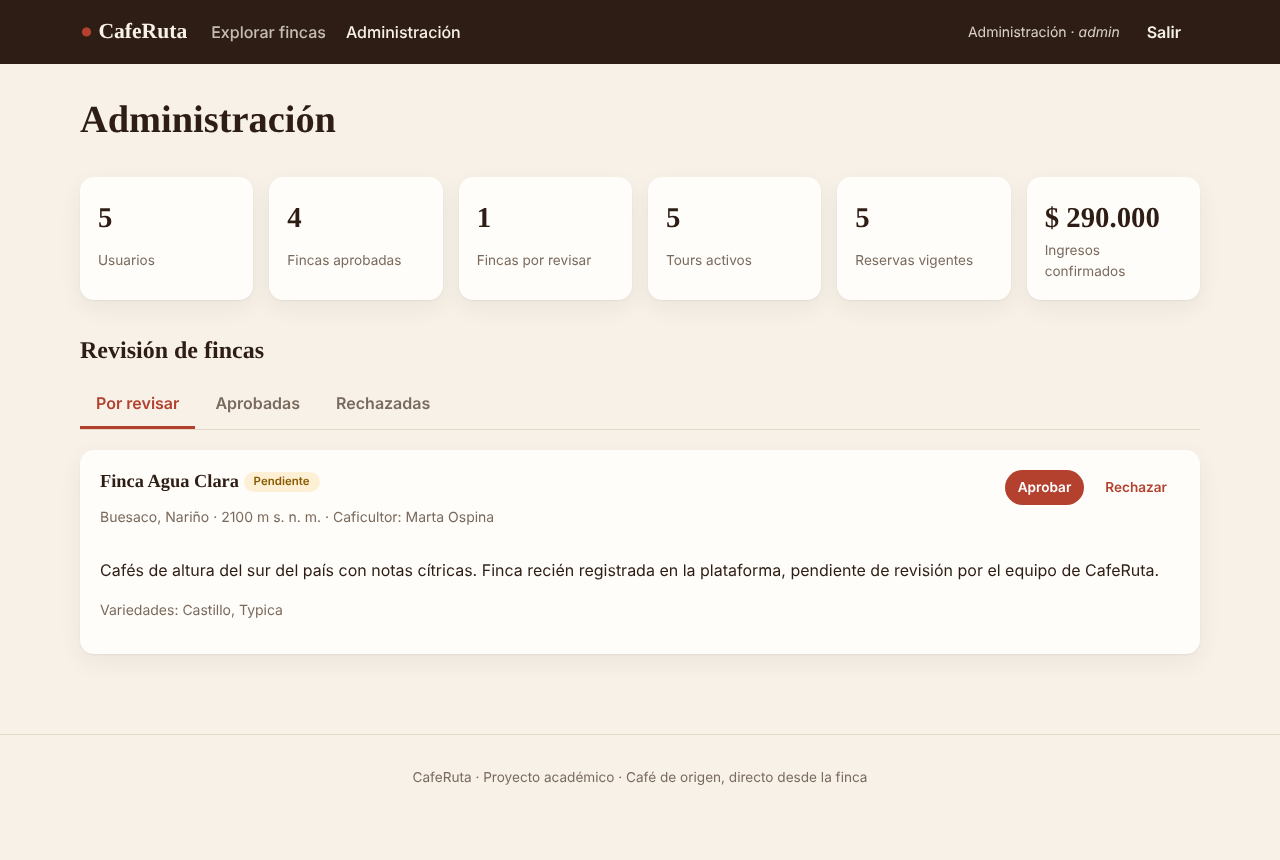 CafeRuta Explorar fincas Administración Administración · admin Salir
Administración
5
Usuarios
4
Fincas aprobadas
1
Fincas por revisar
5
Tours activos
5
Reservas vigentes
$ 290.000
Ingresos
confirmados
Revisión de fincas
Por revisar Aprobadas Rechazadas
Finca Agua Clara Pendiente
Aprobar Rechazar
Buesaco, Nariño · 2100 m s. n. m. · Caficultor: Marta Ospina
Cafés de altura del sur del país con notas cítricas. Finca recién registrada en la plataforma, pendiente de revisión por el equipo de CafeRuta.
Variedades: Castillo, Typica
CafeRuta · Proyecto académico · Café de origen, directo desde la finca